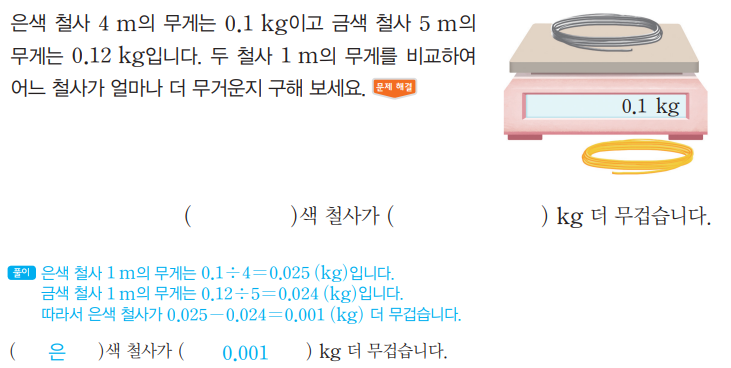 은색 철사 4 m의 무게는 0.1 kg이고 금색 철사 5 m의
무게는 0.12 kg입니다. 두 철사 1 m의 무게를 비교하여
어느 철사가 얼마나 더 무거운지 구해 보세요. 문제 해결
0.1 kg
( )색 철사가 ( ) kg 더 무겁습니다.
풀이 은색 철사 1 m의 무게는 0.1÷4=0.025 (kg)입니다.
금색 철사 1 m의 무게는 0.12÷5=0.024 (kg)입니다.
따라서 은색 철사가 0.025-0.024=0.001 (kg) 더 무겁습니다.
( 은 )색 철사가 ( 0.001 ) kg 더 무겁습니다.